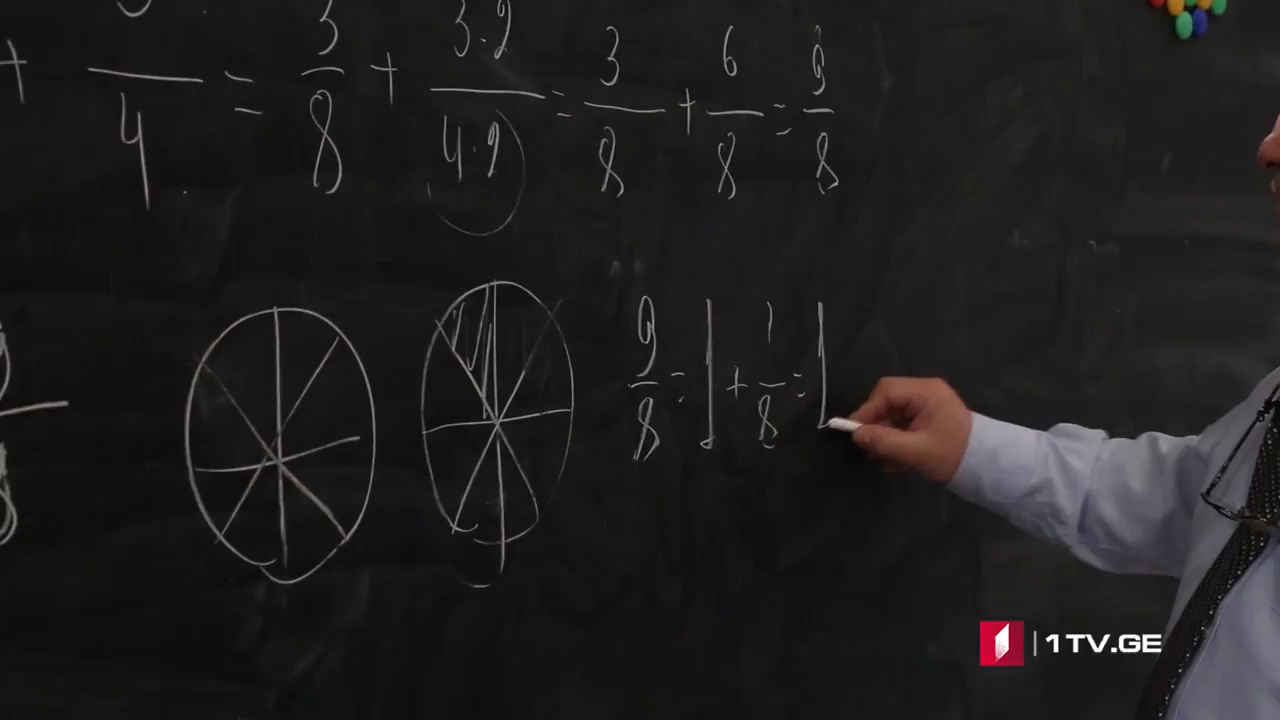 + —/4 = 3/8 + 3·2/4·2 = 3/8 + 6/8 = 9/8
9/8 = 1 + 1/8 = 1
1TV.GE